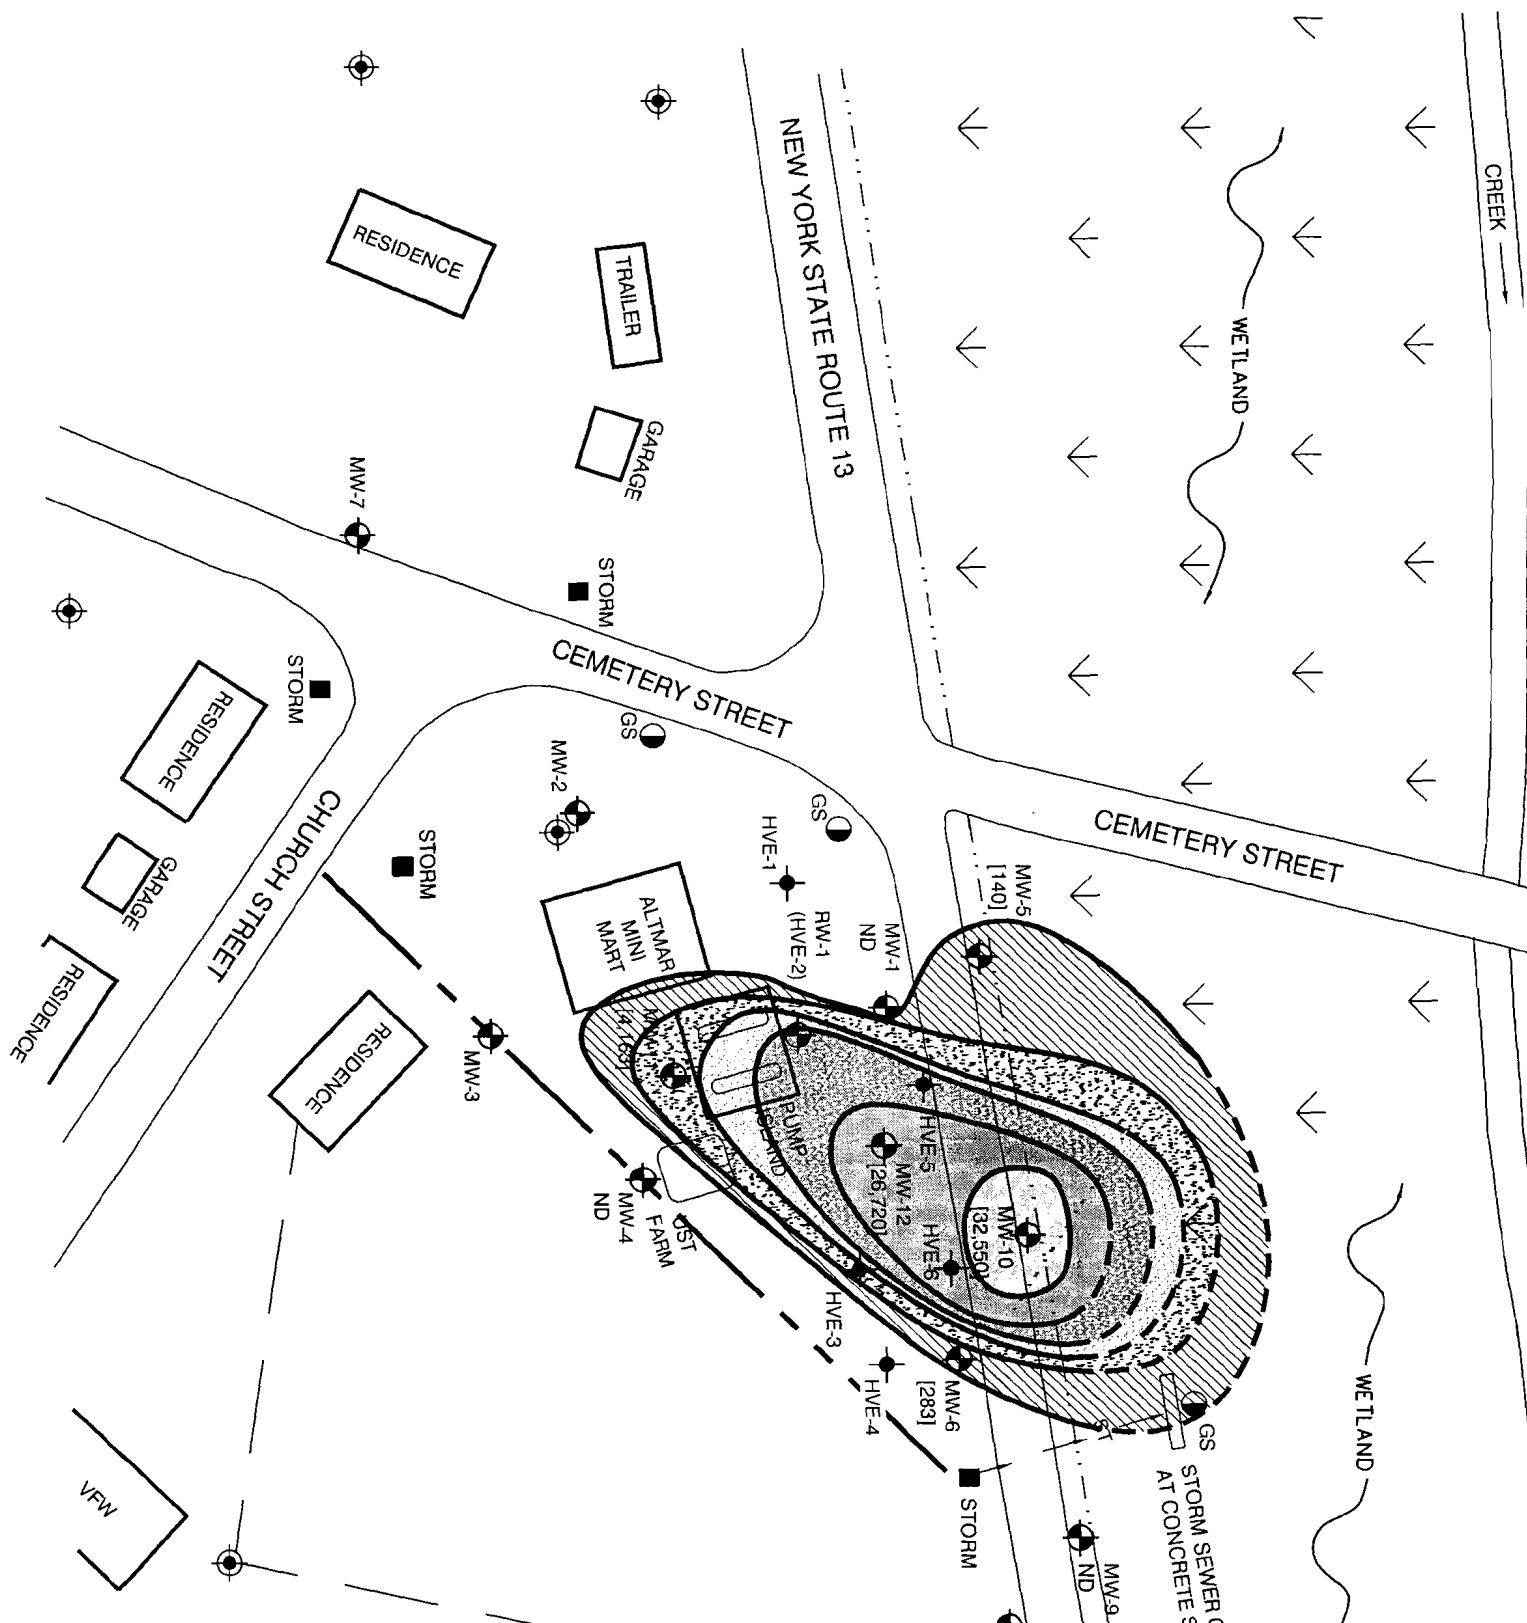 CREEK
NEW YORK STATE ROUTE 13
WETLAND
RESIDENCE
TRAILER
GARAGE
MW-7
STORM
CEMETERY STREET
STORM
RESIDENCE
GS
MW-2
GS
HVE-1
CEMETERY STREET
MW-5
[140]
CHURCH STREET
STORM
GARAGE
ALTMAR
MINI
MART
RW-1
(HVE-2)
MW-1
ND
RESIDENCE
RESIDENCE
MW-3
PUMP
ISLAND
HVE-5
MW-12
[26,720]
MW-10
[32,550]
HVE-6
MW-4
ND
UST
FARM
HVE-3
HVE-4
MW-6
[283]
ST
GS
WETLAND
STORM SEWER
AT CONCRETE
STORM
VFW
MW-9
ND